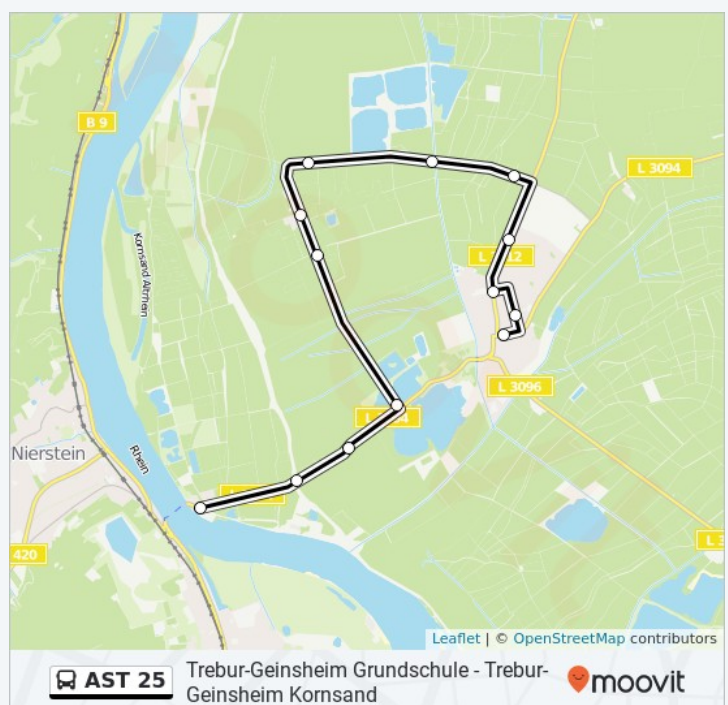 B 9
L 3094
Kornsand Altrhein
L 3096
Nierstein
Rhein
420
Leaflet | © OpenStreetMap contributors
AST 25
Trebur-Geinsheim Grundschule - Trebur-
Geinsheim Kornsand
moovit